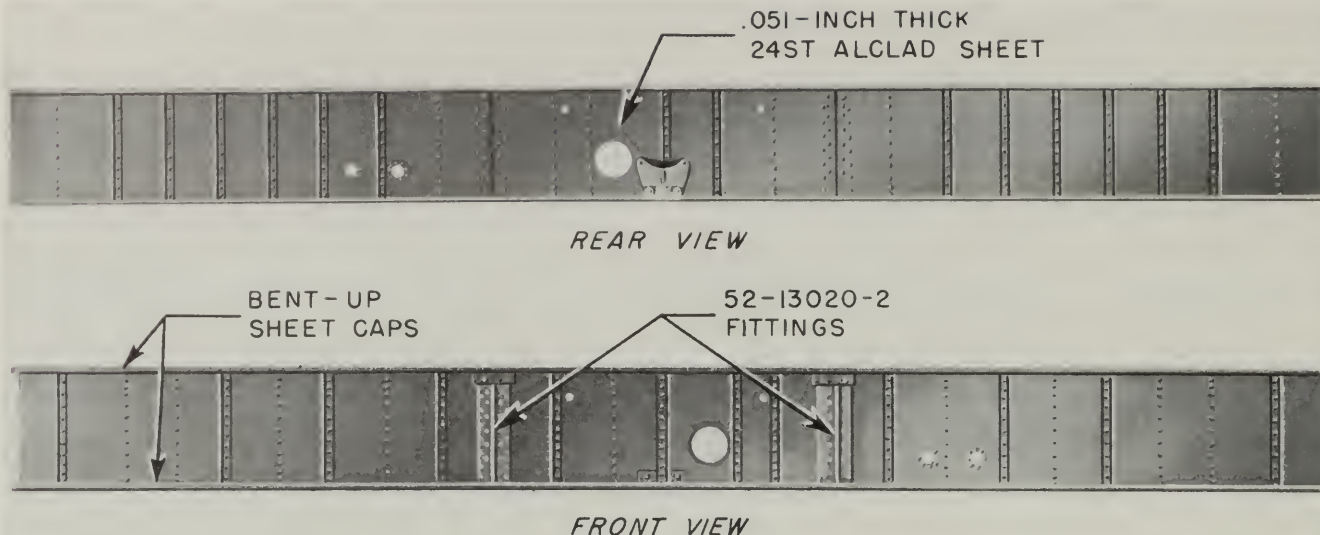 .051-INCH THICK
24ST ALCLAD SHEET
REAR VIEW
BENT-UP
SHEET CAPS
52-13020-2
FITTINGS
FRONT VIEW